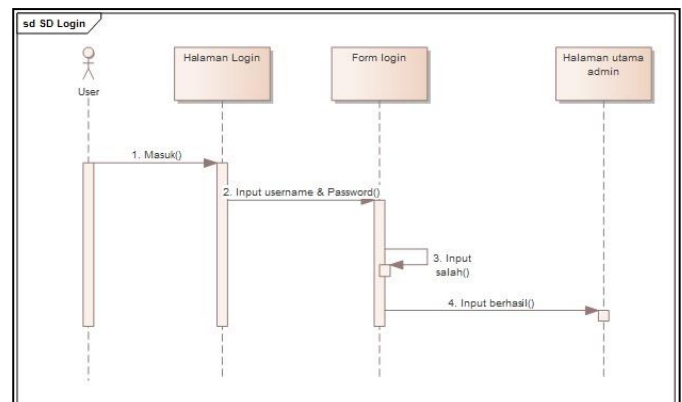 sd SD Login
User
Halaman Login
Form login
Halaman utama
admin
1. Masuk()
2. Input username & Password()
3. Input
salah()
4. Input berhasil()